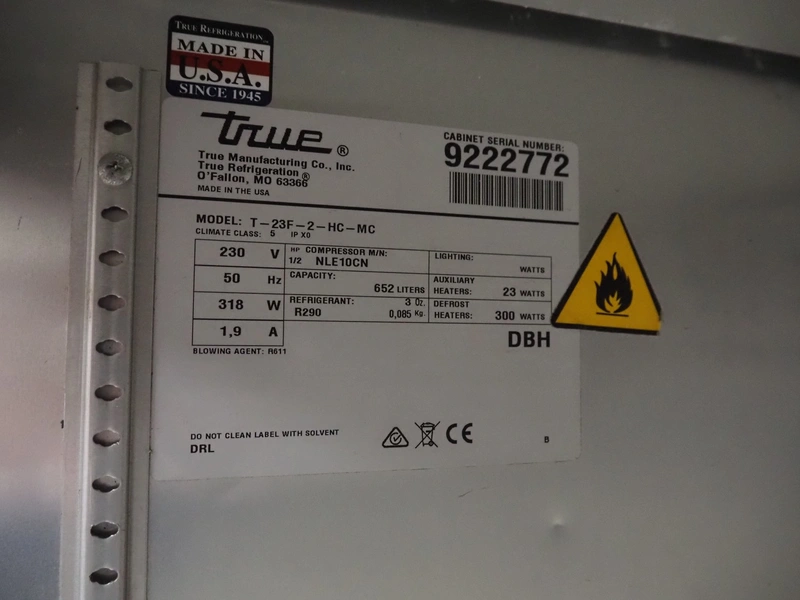 TRUE REFRIGERATION...
MADE IN
U.S.A.
SINCE 1945
true®
True Manufacturing Co., Inc.
True Refrigeration®
O'Fallon, MO 63366
MADE IN THE USA
CABINET SERIAL NUMBER:
9222772
MODEL: T-23F-2-HC-MC
CLIMATE CLASS: 5 IP X0
230 V
50 Hz
318 W
1,9 A
HP COMPRESSOR M/N:
1/2 NLE10CN
CAPACITY:
652 LITERS
REFRIGERANT: 3 Oz.
R290 0,085 Kg.
LIGHTING:
WATTS
AUXILIARY
HEATERS: 23 WATTS
DEFROST
HEATERS: 300 WATTS
DBH
BLOWING AGENT: R611
DO NOT CLEAN LABEL WITH SOLVENT
DRL
CE
B